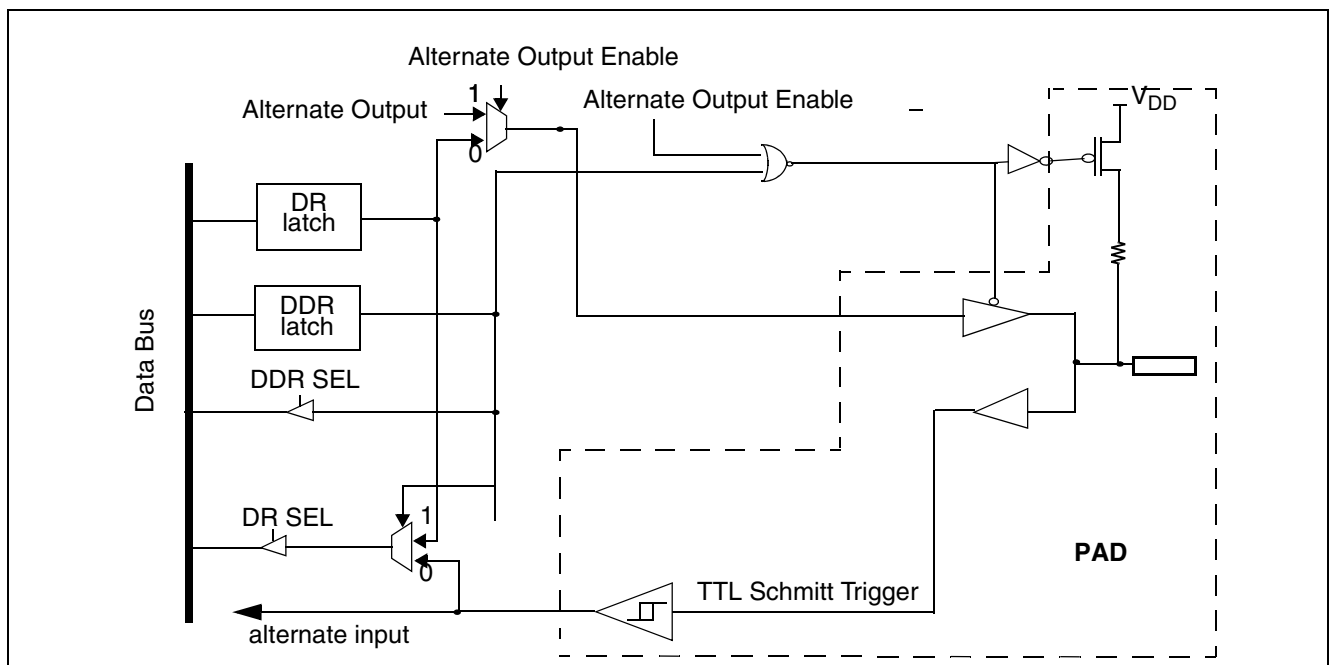 Alternate Output Enable
1
Alternate Output
0
Alternate Output Enable
VDD
DR
latch
DDR
latch
Data Bus
DDR SEL
DR SEL
1
0
TTL Schmitt Trigger
PAD
alternate input